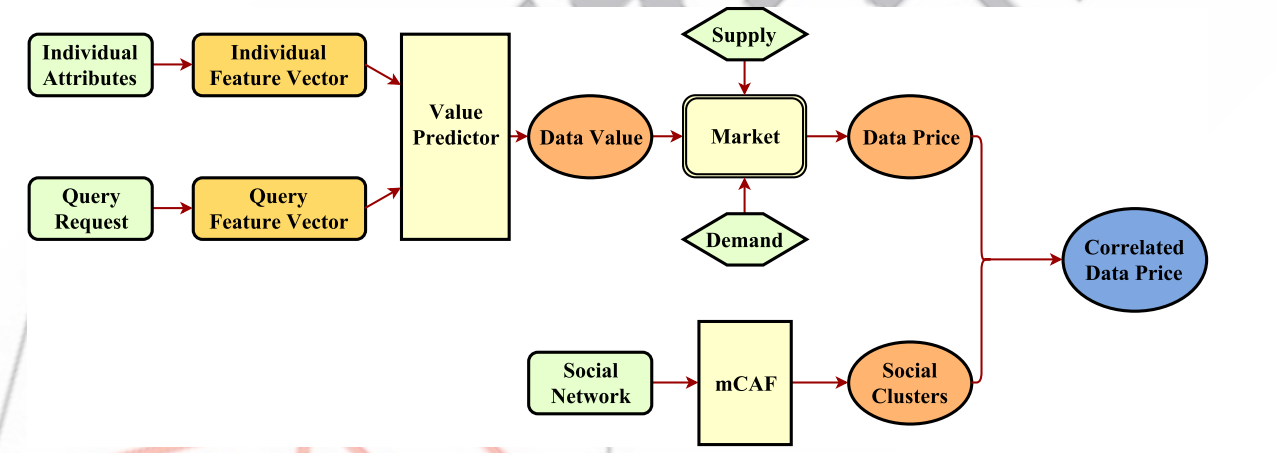 Individual
Attributes
Individual
Feature Vector
Query
Request
Query
Feature Vector
Value
Predictor
Data Value
Supply
Market
Demand
Data Price
Social
Network
mCAF
Social
Clusters
Correlated
Data Price